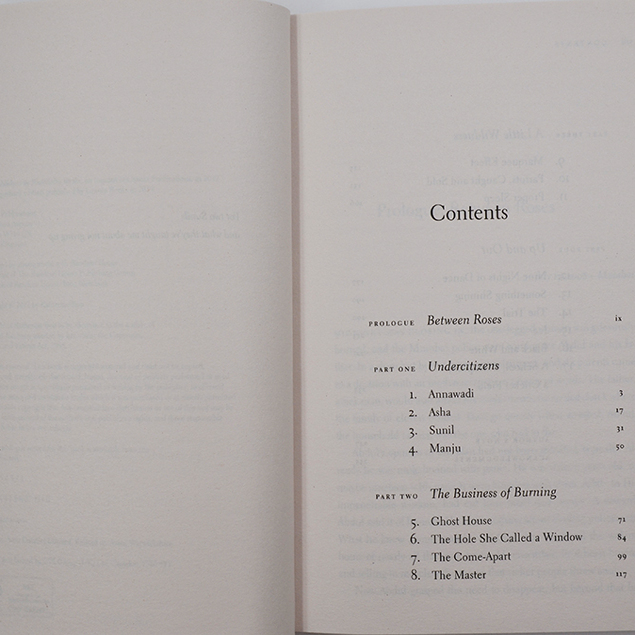 Contents
PROLOGUE Between Roses ix
PART ONE Undercitizens
1. Annawadi 3
2. Asha 17
3. Sunil 31
4. Manju 50
PART TWO The Business of Burning
5. Ghost House 71
6. The Hole She Called a Window 84
7. The Come-Apart 99
8. The Master 117